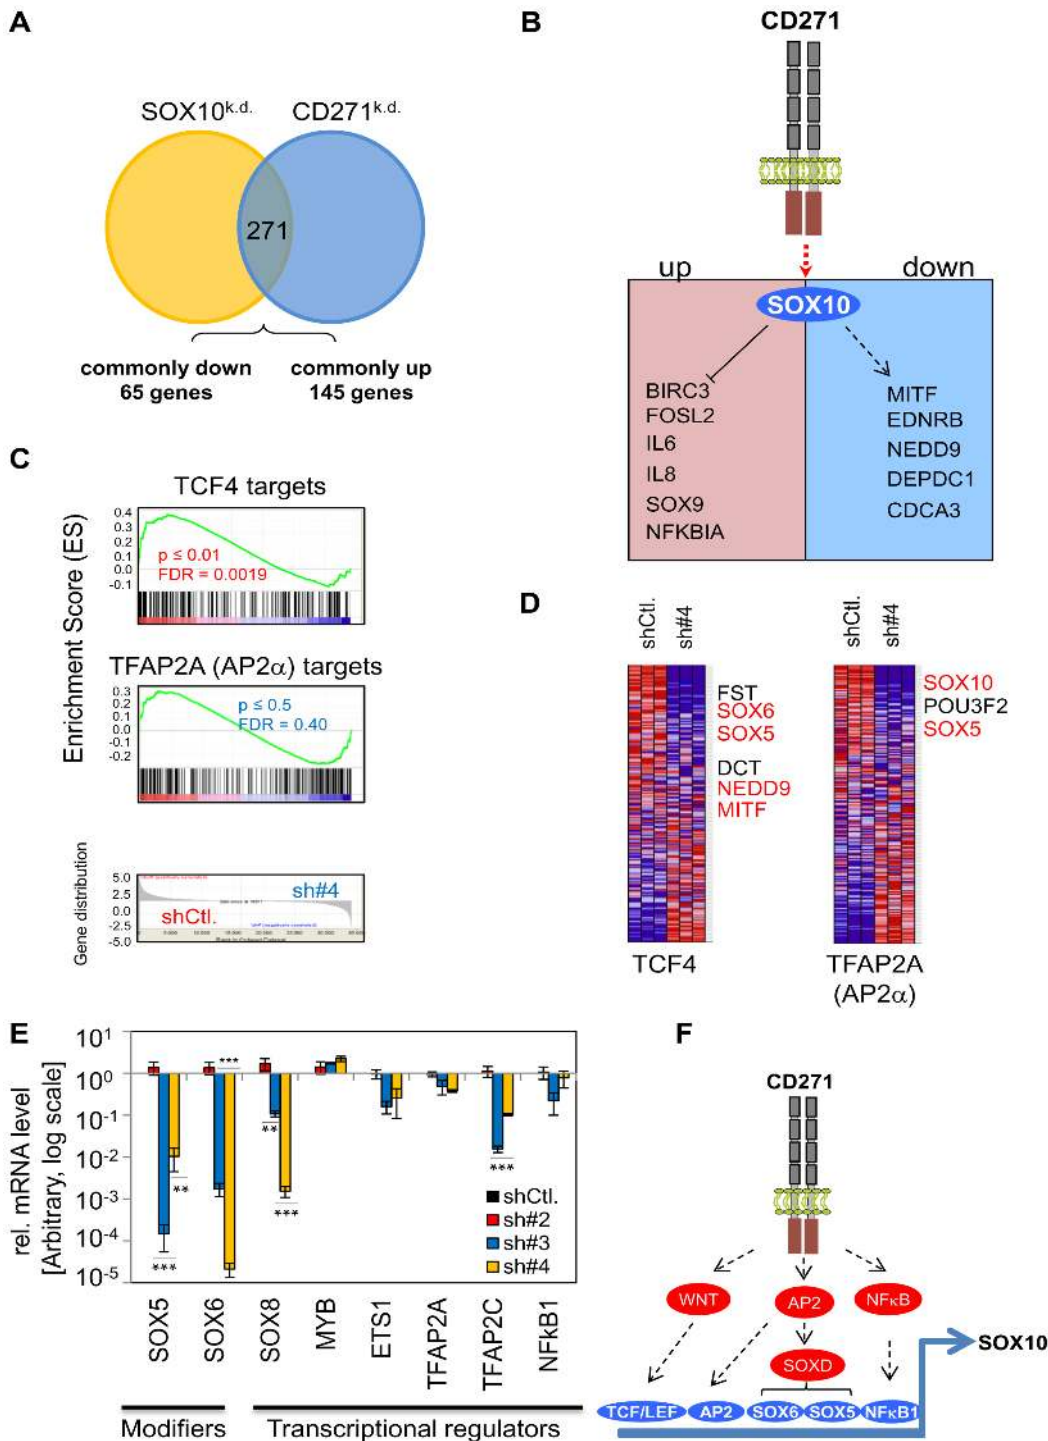 A
SOX10k.d.
CD271k.d.
271
commonly down
65 genes
commonly up
145 genes
B
CD271
up
down
SOX10
BIRC3
FOSL2
IL6
IL8
SOX9
NFKBIA
MITF
EDNRB
NEDD9
DEPDC1
CDCA3
C
TCF4 targets
Enrichment Score (ES)
0.4
0.3
0.2
0.1
0.0
-0.1
p ≤ 0.01
FDR = 0.0019
TFAP2A (AP2α) targets
0.3
0.2
0.1
0.0
-0.1
-0.2
p ≤ 0.5
FDR = 0.40
Gene distribution
5.0
2.5
0.0
-2.5
-5.0
sh#4
shCtl.
D
shCtl.
sh#4
FST
SOX6
SOX5
DCT
NEDD9
MITF
TCF4
shCtl.
sh#4
SOX10
POU3F2
SOX5
TFAP2A
(AP2α)
E
rel. mRNA level
[Arbitrary, log scale]
10¹
10⁰
10⁻¹
10⁻²
10⁻³
10⁻⁴
10⁻⁵
***
**
***
**
***
***
shCtl.
sh#2
sh#3
sh#4
SOX5
SOX6
SOX8
MYB
ETS1
TFAP2A
TFAP2C
NFkB1
Modifiers
Transcriptional regulators
F
CD271
WNT
AP2
NFκB
SOXD
TCF/LEF
AP2
SOX6
SOX5
NFκB1
SOX10